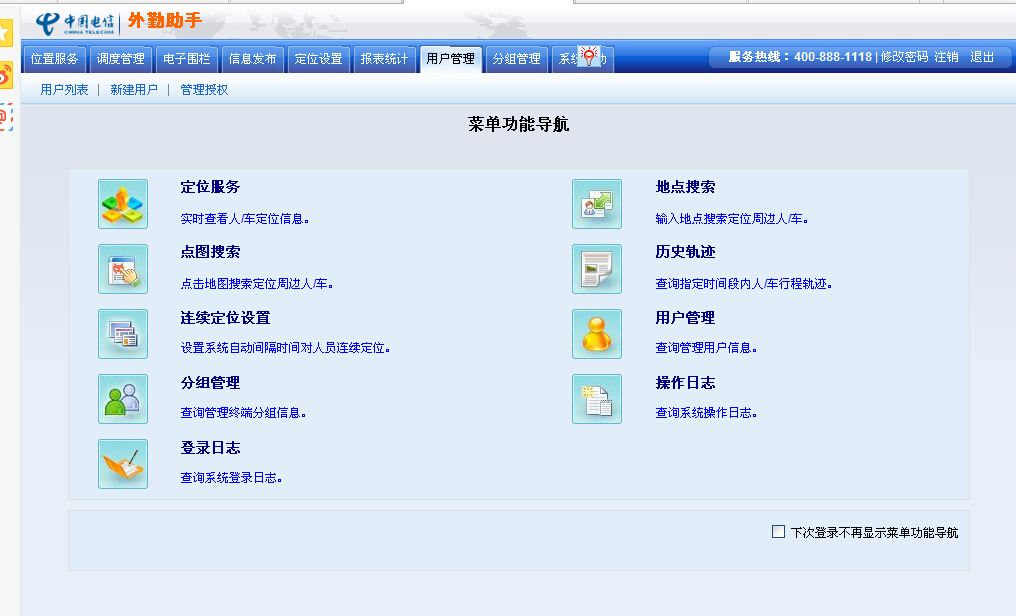 中国电信 外勤助手
CHINA TELECOM
位置服务 调度管理 电子围栏 信息发布 定位设置 报表统计 用户管理 分组管理 系统 服务热线：400-888-1118 | 修改密码 注销 退出
用户列表 | 新建用户 | 管理授权
菜单功能导航
定位服务
实时查看人/车定位信息。
地点搜索
输入地点搜索定位周边人/车。
点图搜索
点击地图搜索定位周边人/车。
历史轨迹
查询指定时间段内人/车行程轨迹。
连续定位设置
设置系统自动间隔时间对人员连续定位。
用户管理
查询管理用户信息。
分组管理
查询管理终端分组信息。
操作日志
查询系统操作日志。
登录日志
查询系统登录日志。
下次登录不再显示菜单功能导航